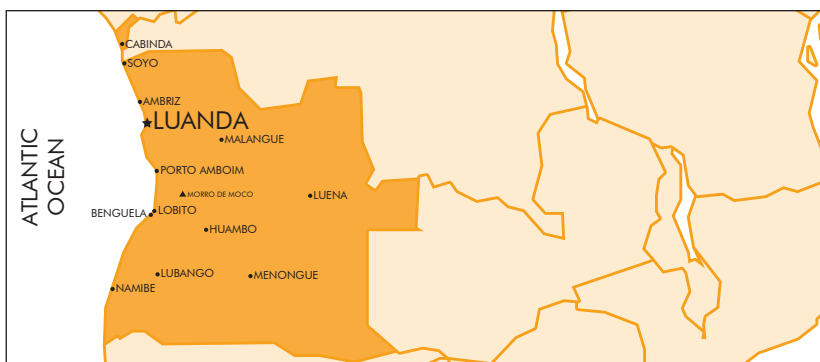 CABINDA
SOYO
AMBRIZ
LUANDA
MALANGUE
ATLANTIC
OCEAN
PORTO AMBOIM
MORRO DE MOCO
LUENA
LOBITO
BENGUELA
HUAMBO
LUBANGO
MENONGUE
NAMIBE